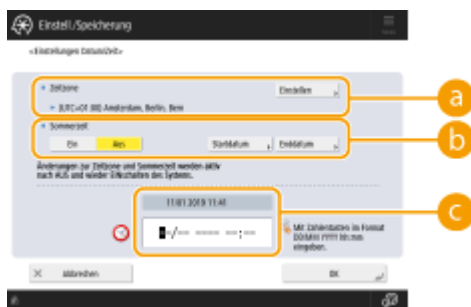 Einstell./Speicherung
<Einstellungen Datum/Zeit>
Zeitzone
Einstellen
(UTC+01:00) Amsterdam, Berlin, Bern
a
Sommerzeit
Ein
Aus
Startdatum
Enddatum
b
Änderungen zur Zeitzone und Sommerzeit werden aktiv
nach AUS und wieder EINschalten des Systems.
11/01 2019 11:41
c
--/-- ---- --:--
Mit Zahlentasten im Format
DD/MM YYYY hh:mm
eingeben.
Abbrechen
OK